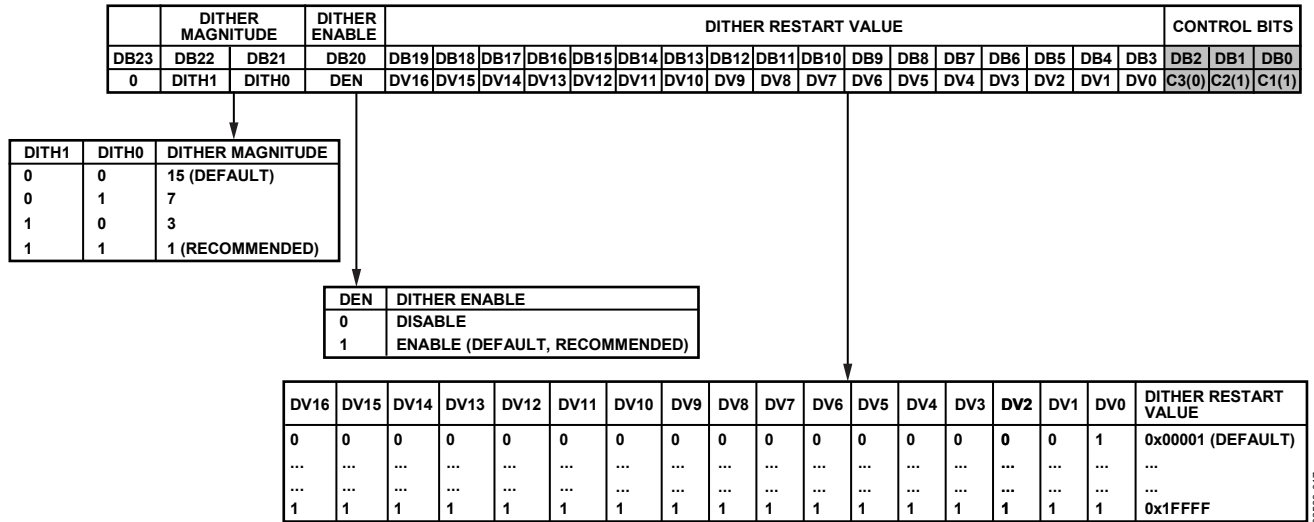 DITHER MAGNITUDE DITHER ENABLE DITHER RESTART VALUE CONTROL BITS
DB23 DB22 DB21 DB20 DB19 DB18 DB17 DB16 DB15 DB14 DB13 DB12 DB11 DB10 DB9 DB8 DB7 DB6 DB5 DB4 DB3 DB2 DB1 DB0
0 DITH1 DITH0 DEN DV16 DV15 DV14 DV13 DV12 DV11 DV10 DV9 DV8 DV7 DV6 DV5 DV4 DV3 DV2 DV1 DV0 C3(0) C2(1) C1(1)
DITH1 DITH0 DITHER MAGNITUDE
0 0 15 (DEFAULT)
0 1 7
1 0 3
1 1 1 (RECOMMENDED)
DEN DITHER ENABLE
0 DISABLE
1 ENABLE (DEFAULT, RECOMMENDED)
DV16 DV15 DV14 DV13 DV12 DV11 DV10 DV9 DV8 DV7 DV6 DV5 DV4 DV3 DV2 DV1 DV0 DITHER RESTART VALUE
0 0 0 0 0 0 0 0 0 0 0 0 0 0 0 0 1 0x00001 (DEFAULT)
... ... ... ... ... ... ... ... ... ... ... ... ... ... ... ... ... ...
... ... ... ... ... ... ... ... ... ... ... ... ... ... ... ... ... ...
1 1 1 1 1 1 1 1 1 1 1 1 1 1 1 1 1 0x1FFFF